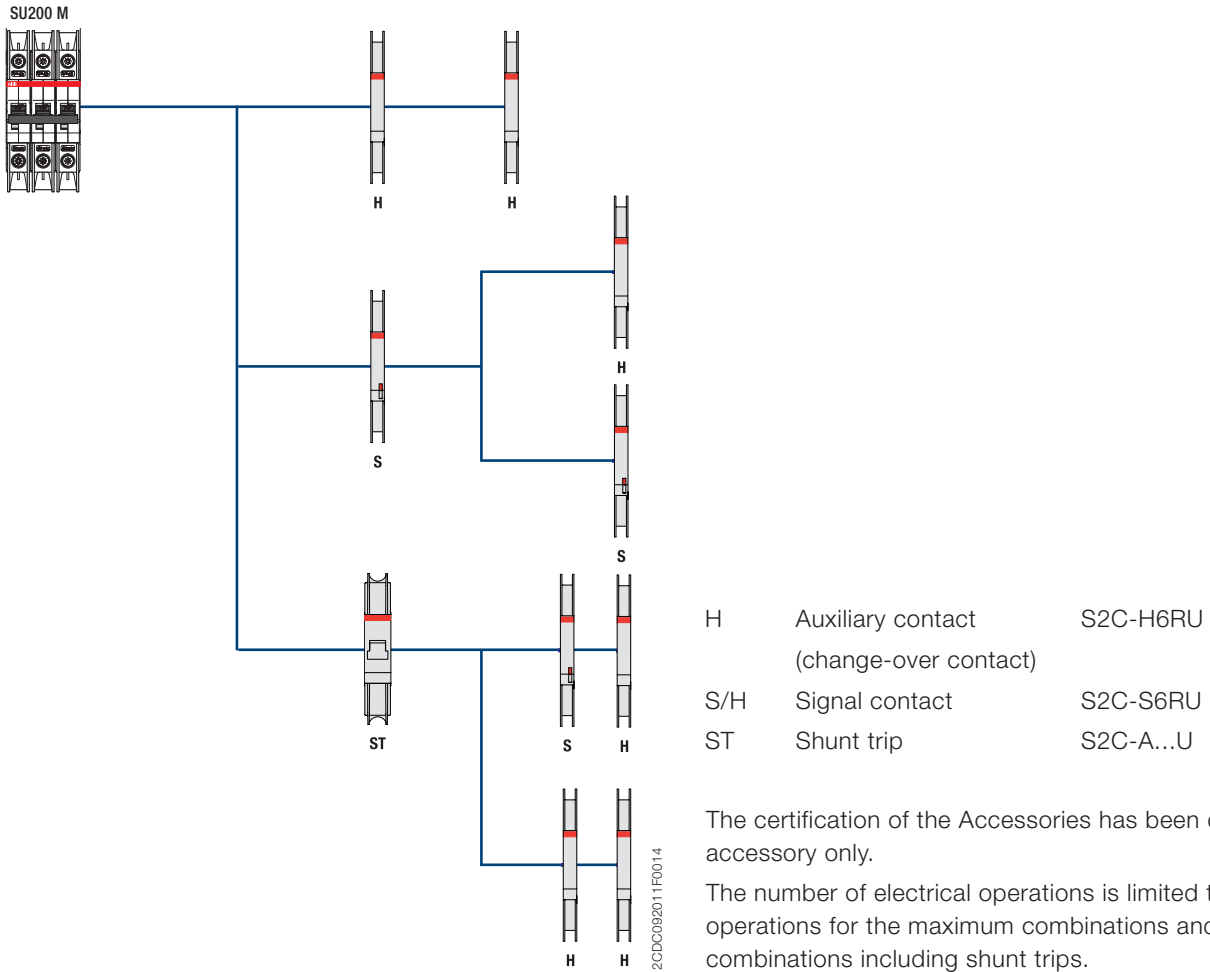 SU200 M
ABB
H H
H
S
S
ST S H
H H
2CDC092011F0014
H Auxiliary contact S2C-H6RU
(change-over contact)
S/H Signal contact S2C-S6RU
ST Shunt trip S2C-A...U
The certification of the Accessories has been
accessory only.
The number of electrical operations is limited
operations for the maximum combinations and
combinations including shunt trips.